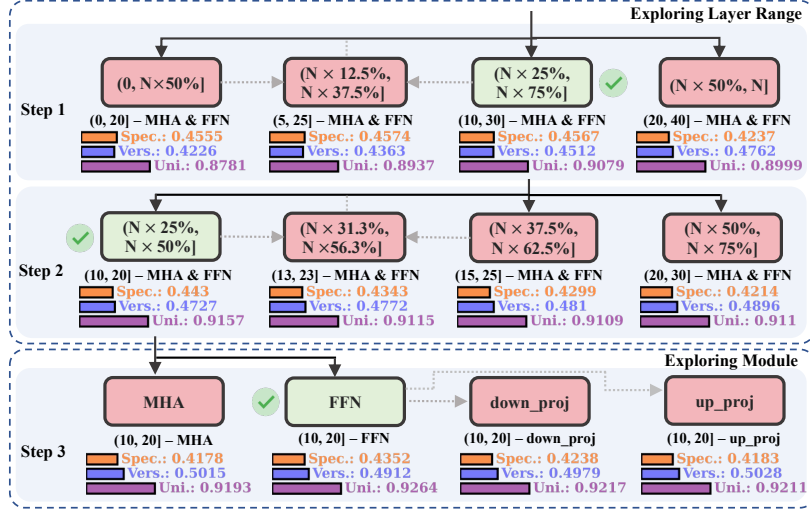 Exploring Layer Range
Step 1
(0, N×50%]
(N × 12.5%,
N × 37.5%]
(N × 25%,
N × 75%]
(N × 50%, N]
(0, 20] – MHA & FFN
Spec.: 0.4555
Vers.: 0.4226
Uni.: 0.8781
(5, 25] – MHA & FFN
Spec.: 0.4574
Vers.: 0.4363
Uni.: 0.8937
(10, 30] – MHA & FFN
Spec.: 0.4567
Vers.: 0.4512
Uni.: 0.9079
(20, 40] – MHA & FFN
Spec.: 0.4237
Vers.: 0.4762
Uni.: 0.8999
Step 2
(N × 25%,
N × 50%]
(N × 31.3%,
N×56.3%]
(N × 37.5%,
N × 62.5%]
(N × 50%,
N × 75%]
(10, 20] – MHA & FFN
Spec.: 0.443
Vers.: 0.4727
Uni.: 0.9157
(13, 23] – MHA & FFN
Spec.: 0.4343
Vers.: 0.4772
Uni.: 0.9115
(15, 25] – MHA & FFN
Spec.: 0.4299
Vers.: 0.481
Uni.: 0.9109
(20, 30] – MHA & FFN
Spec.: 0.4214
Vers.: 0.4896
Uni.: 0.911
Exploring Module
Step 3
MHA
FFN
down_proj
up_proj
(10, 20] – MHA
Spec.: 0.4178
Vers.: 0.5015
Uni.: 0.9193
(10, 20] – FFN
Spec.: 0.4352
Vers.: 0.4912
Uni.: 0.9264
(10, 20] – down_proj
Spec.: 0.4238
Vers.: 0.4979
Uni.: 0.9217
(10, 20] – up_proj
Spec.: 0.4183
Vers.: 0.5028
Uni.: 0.9211